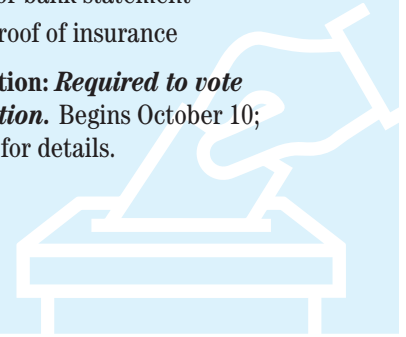 or bank statement
roof of insurance
tion: Required to vote
tion. Begins October 10;
for details.